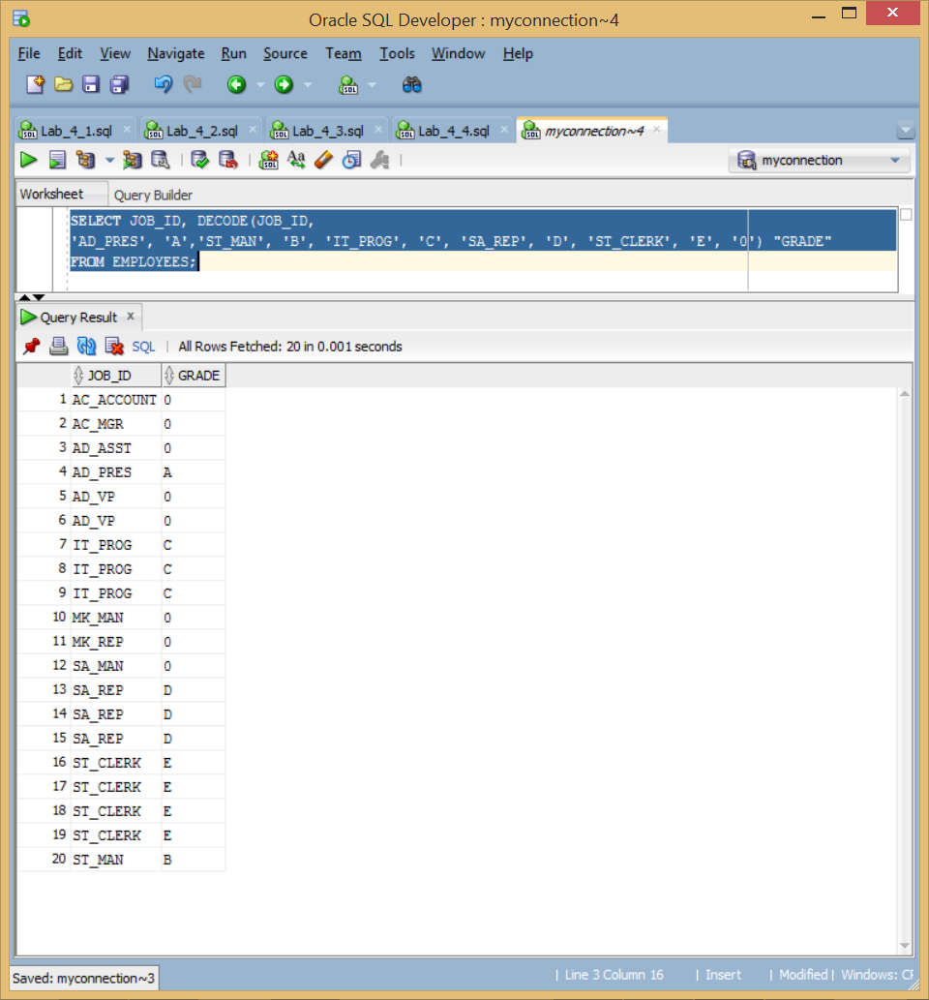 Oracle SQL Developer : myconnection~4
File Edit View Navigate Run Source Team Tools Window Help
Lab_4_1.sql Lab_4_2.sql Lab_4_3.sql Lab_4_4.sql myconnection~4
myconnection
Worksheet Query Builder
SELECT JOB_ID, DECODE(JOB_ID,
'AD_PRES', 'A','ST_MAN', 'B', 'IT_PROG', 'C', 'SA_REP', 'D', 'ST_CLERK', 'E', '0') "GRADE"
FROM EMPLOYEES;
Query Result
SQL | All Rows Fetched: 20 in 0.001 seconds
JOB_ID GRADE
1 AC_ACCOUNT 0
2 AC_MGR 0
3 AD_ASST 0
4 AD_PRES A
5 AD_VP 0
6 AD_VP 0
7 IT_PROG C
8 IT_PROG C
9 IT_PROG C
10 MK_MAN 0
11 MK_REP 0
12 SA_MAN 0
13 SA_REP D
14 SA_REP D
15 SA_REP D
16 ST_CLERK E
17 ST_CLERK E
18 ST_CLERK E
19 ST_CLERK E
20 ST_MAN B
Saved: myconnection~3 | Line 3 Column 16 | Insert | Modified | Windows: